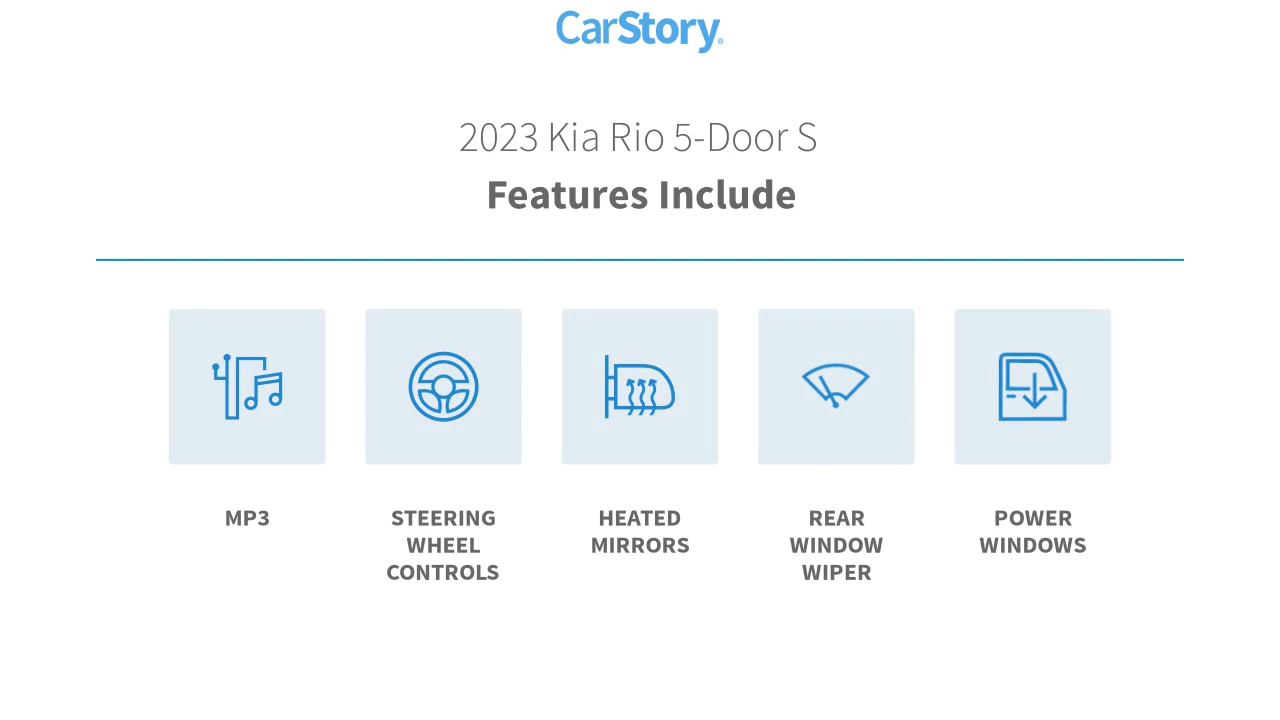 CarStory®
2023 Kia Rio 5-Door S
Features Include
MP3
STEERING
WHEEL
CONTROLS
HEATED
MIRRORS
REAR
WINDOW
WIPER
POWER
WINDOWS